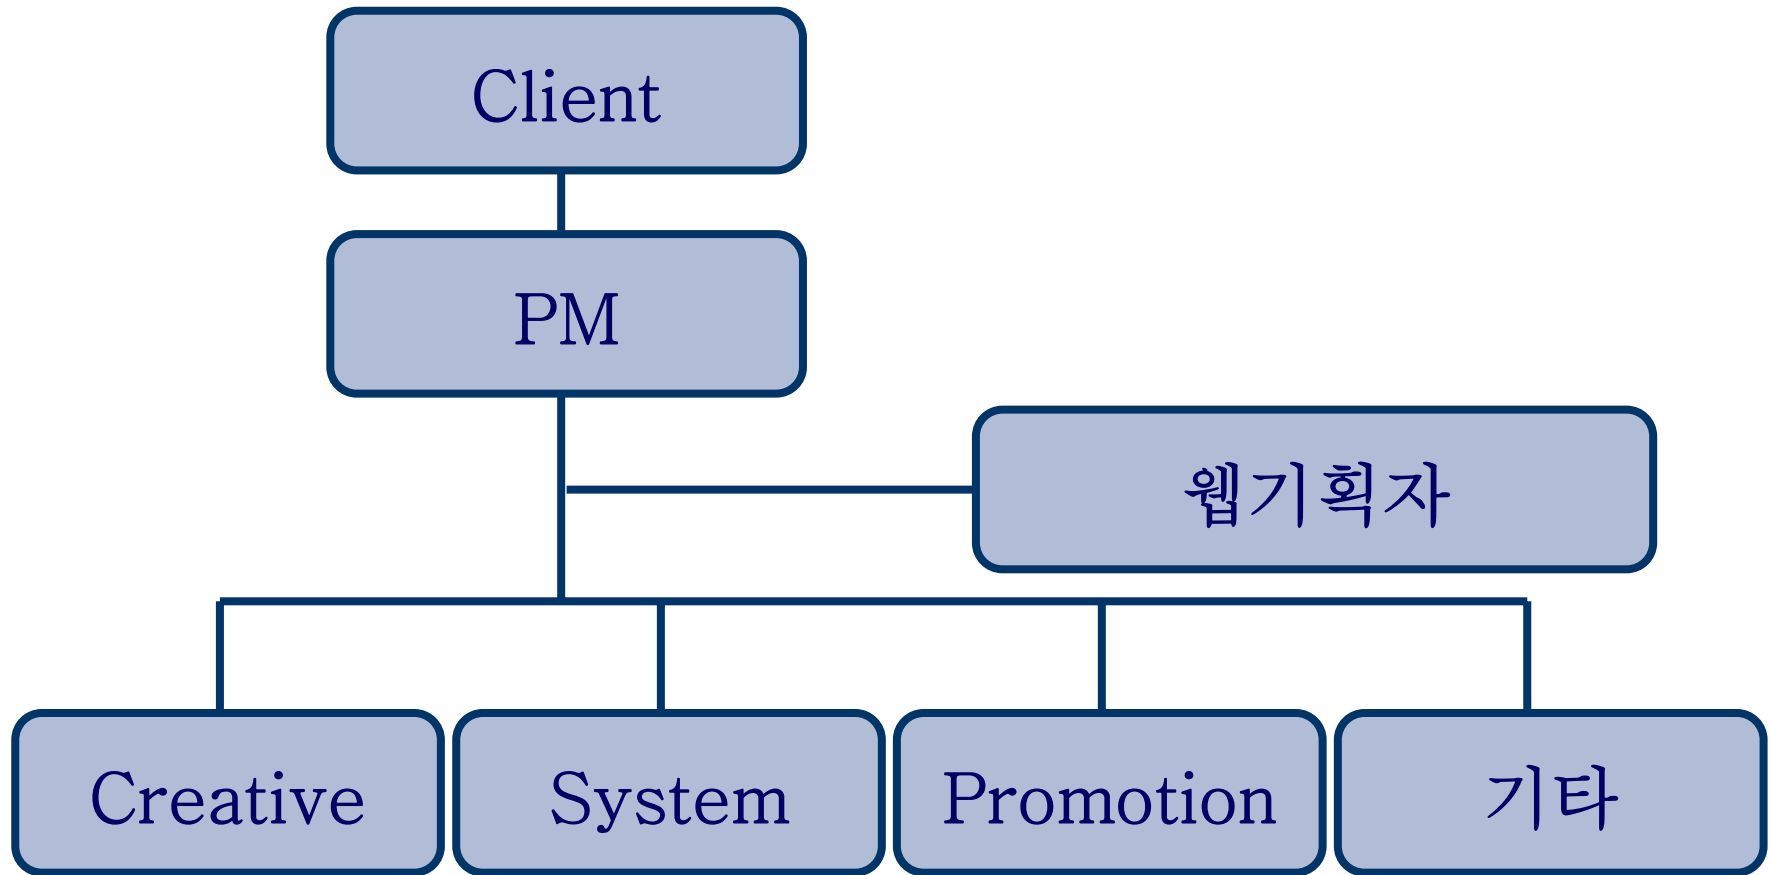 Client
PM
웹기획자
Creative
System
Promotion
기타